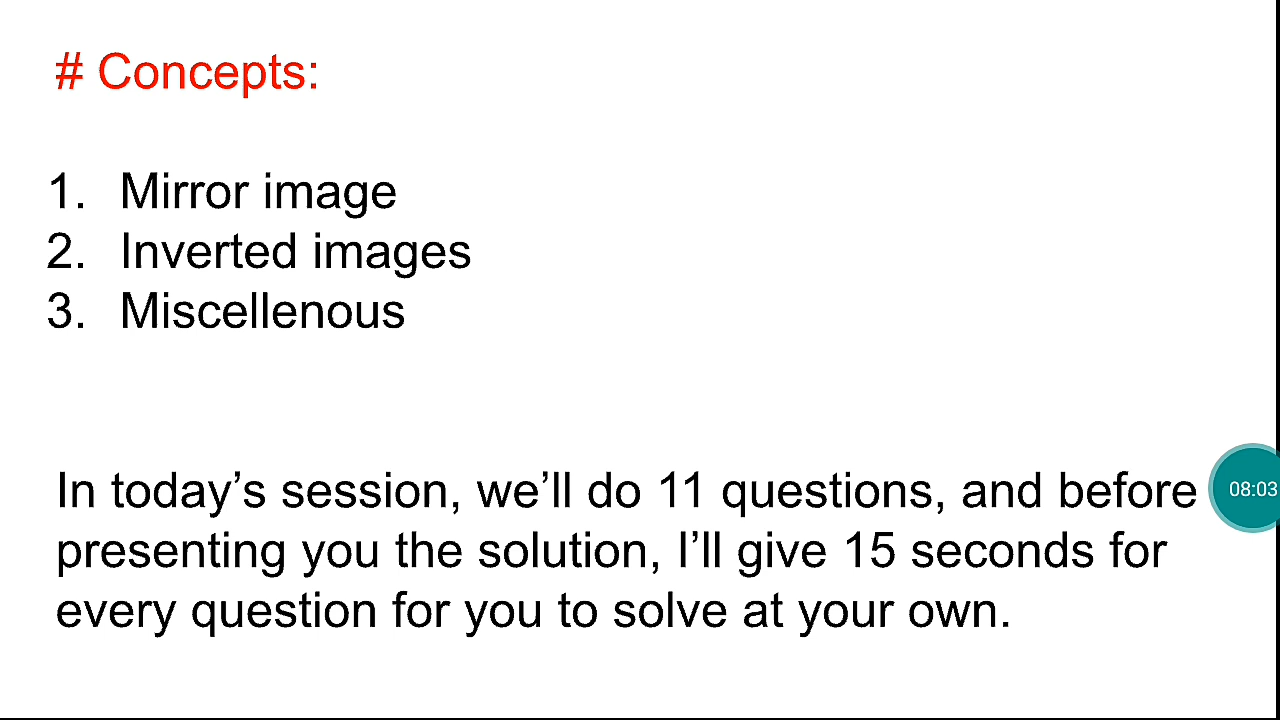 # Concepts:
1. Mirror image
2. Inverted images
3. Miscellenous
In today’s session, we’ll do 11 questions, and before
08:03
presenting you the solution, I’ll give 15 seconds for
every question for you to solve at your own.